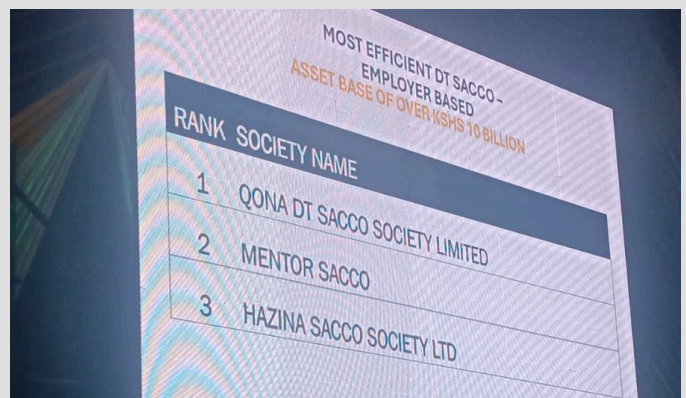 MOST EFFICIENT DT SACCO –
EMPLOYER BASED
ASSET BASE OF OVER KSHS 10 BILLION
RANK SOCIETY NAME
1 QONA DT SACCO SOCIETY LIMITED
2 MENTOR SACCO
3 HAZINA SACCO SOCIETY LTD